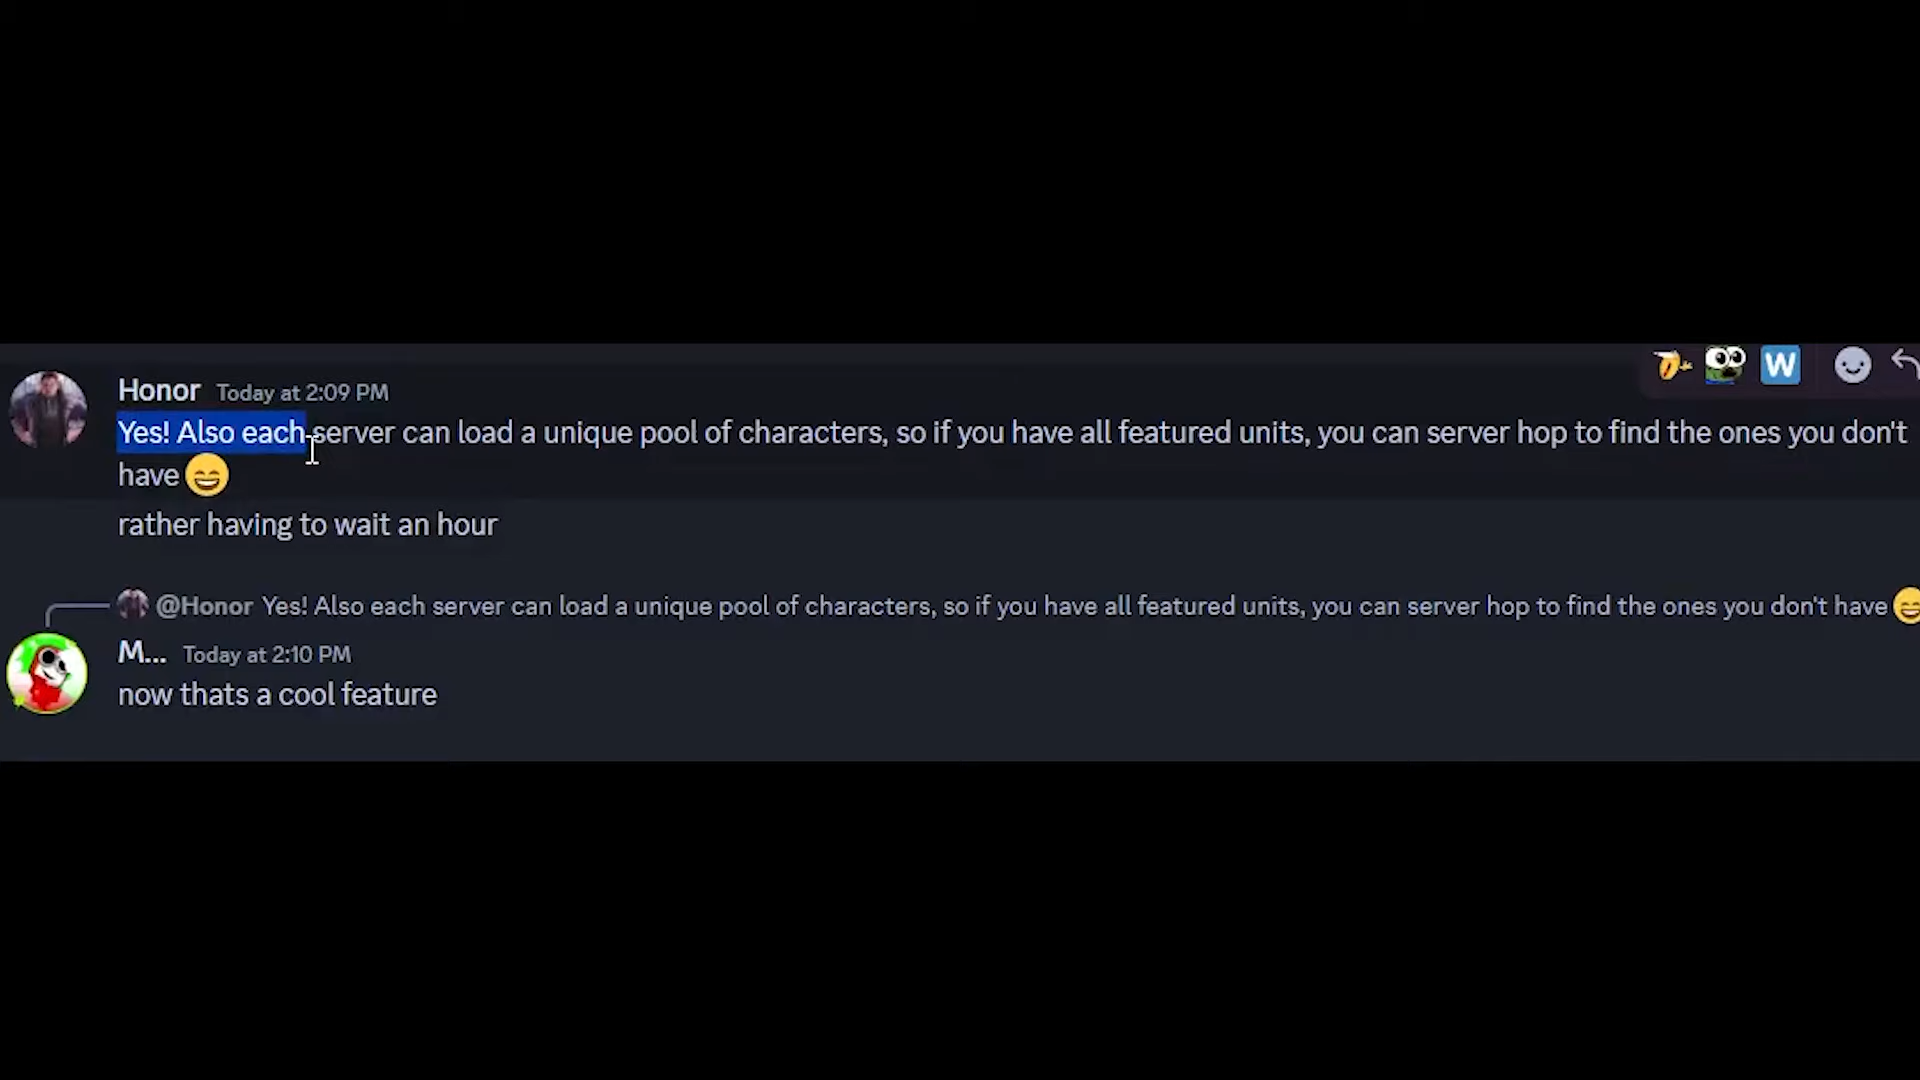 Honor Today at 2:09 PM
Yes! Also each server can load a unique pool of characters, so if you have all featured units, you can server hop to find the ones you don't
have 😄
rather having to wait an hour
@Honor Yes! Also each server can load a unique pool of characters, so if you have all featured units, you can server hop to find the ones you don't have 😄
M... Today at 2:10 PM
now thats a cool feature
W